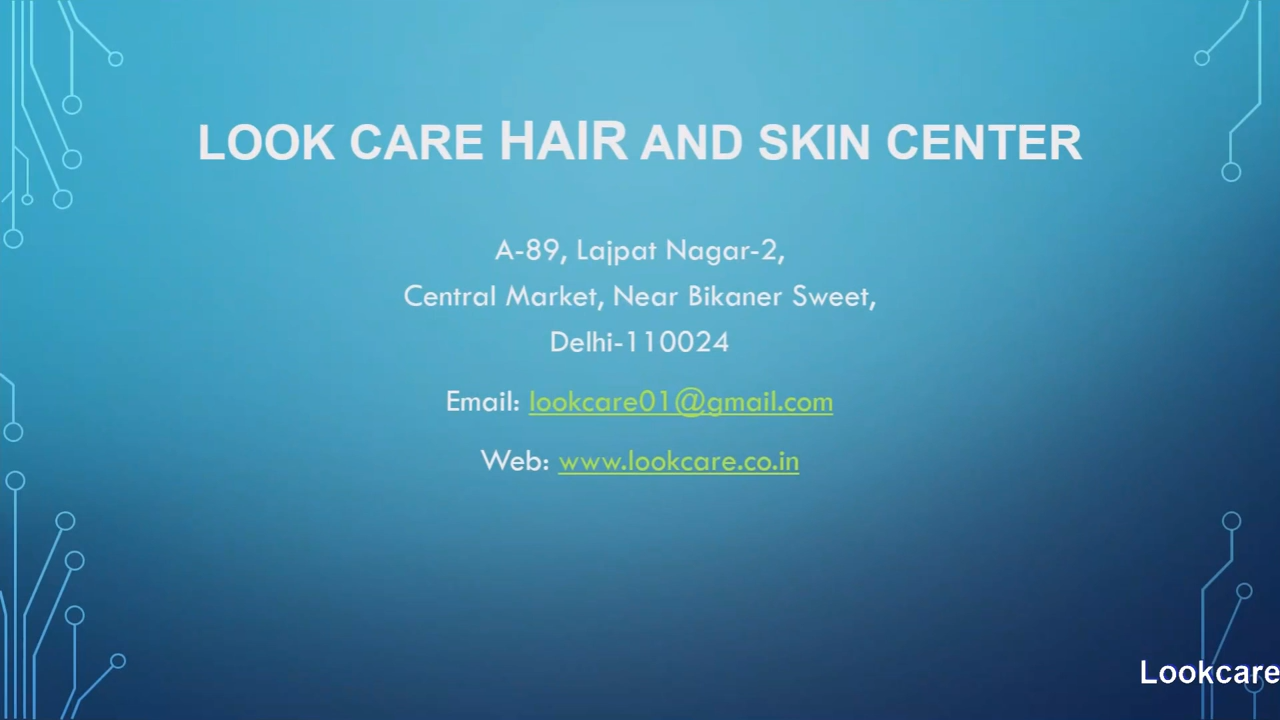 LOOK CARE HAIR AND SKIN CENTER
A-89, Lajpat Nagar-2,
Central Market, Near Bikaner Sweet,
Delhi-110024
Email: lookcare01@gmail.com
Web: www.lookcare.co.in
Lookcare